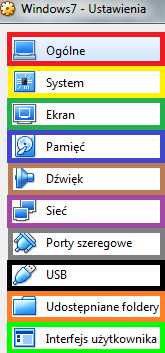 Windows7 - Ustawienia
Ogólne
System
Ekran
Pamięć
Dźwięk
Sieć
Porty szeregowe
USB
Udostępniane foldery
Interfejs użytkownika